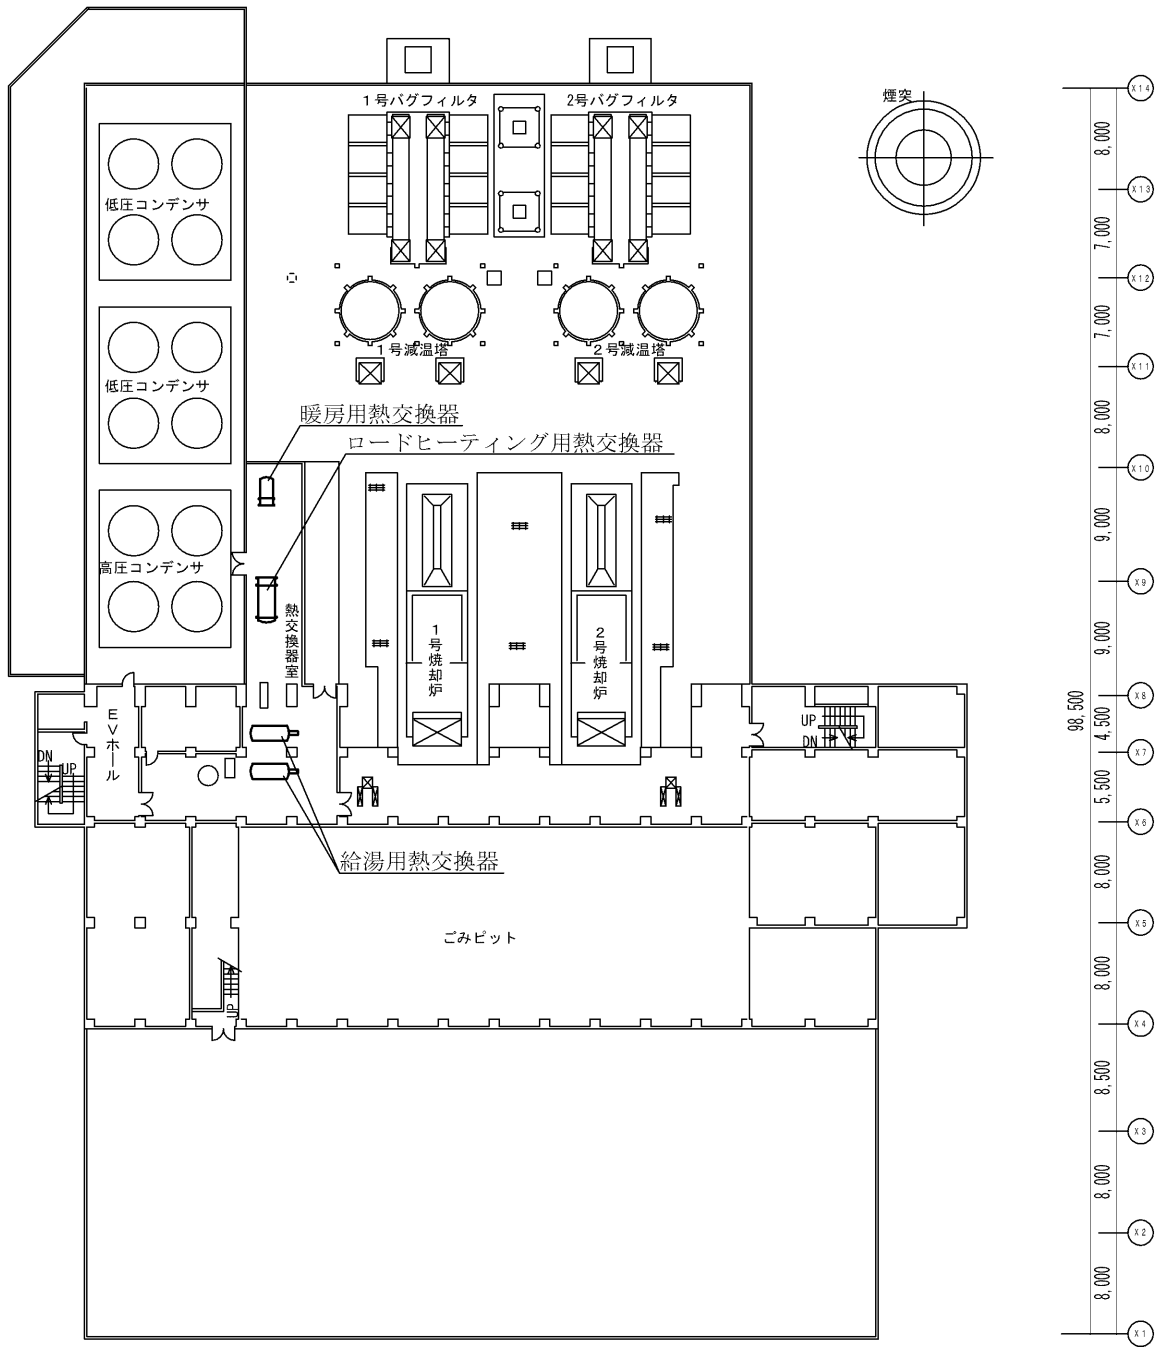 1号バグフィルタ
2号バグフィルタ
煙突
低圧コンデンサ
1号減温塔
2号減温塔
低圧コンデンサ
暖房用熱交換器
ロードヒーティング用熱交換器
高圧コンデンサ
熱交換器室
1号焼却炉
2号焼却炉
EVホール
DN
UP
UP
DN
給湯用熱交換器
ごみピット
UP
X14
8,000
X13
7,000
X12
7,000
X11
8,000
X10
9,000
X9
9,000
X8
98,500
4,500
X7
5,500
X6
8,000
X5
8,000
X4
8,500
X3
8,000
X2
8,000
X1